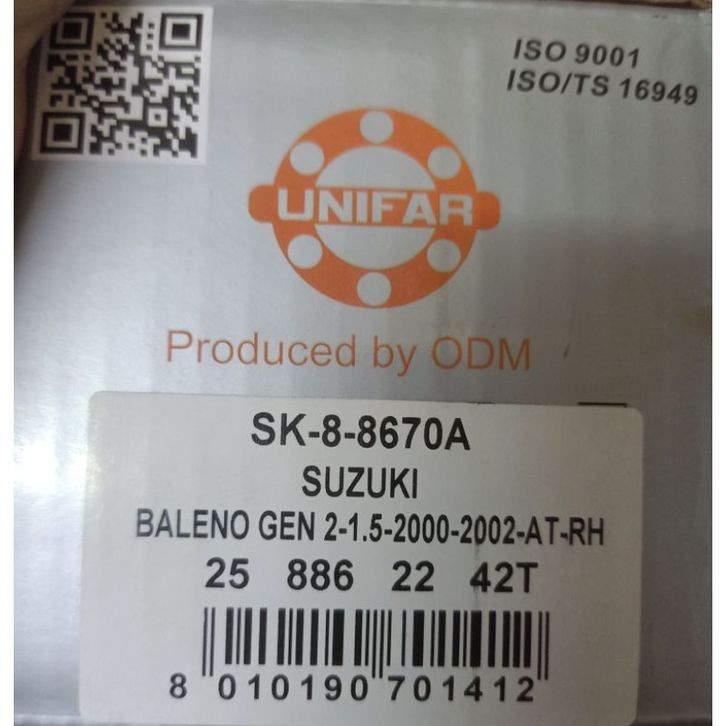 ISO 9001
ISO/TS 16949
UNIFAR
Produced by ODM
SK-8-8670A
SUZUKI
BALENO GEN 2-1.5-2000-2002-AT-RH
25 886 22 42T
8 010190 701412